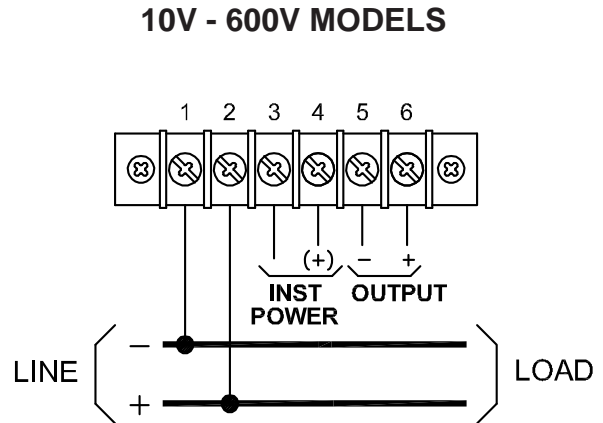 10V - 600V MODELS
1 2 3 4 5 6
(+) − +
INST POWER OUTPUT
LINE − LOAD
+